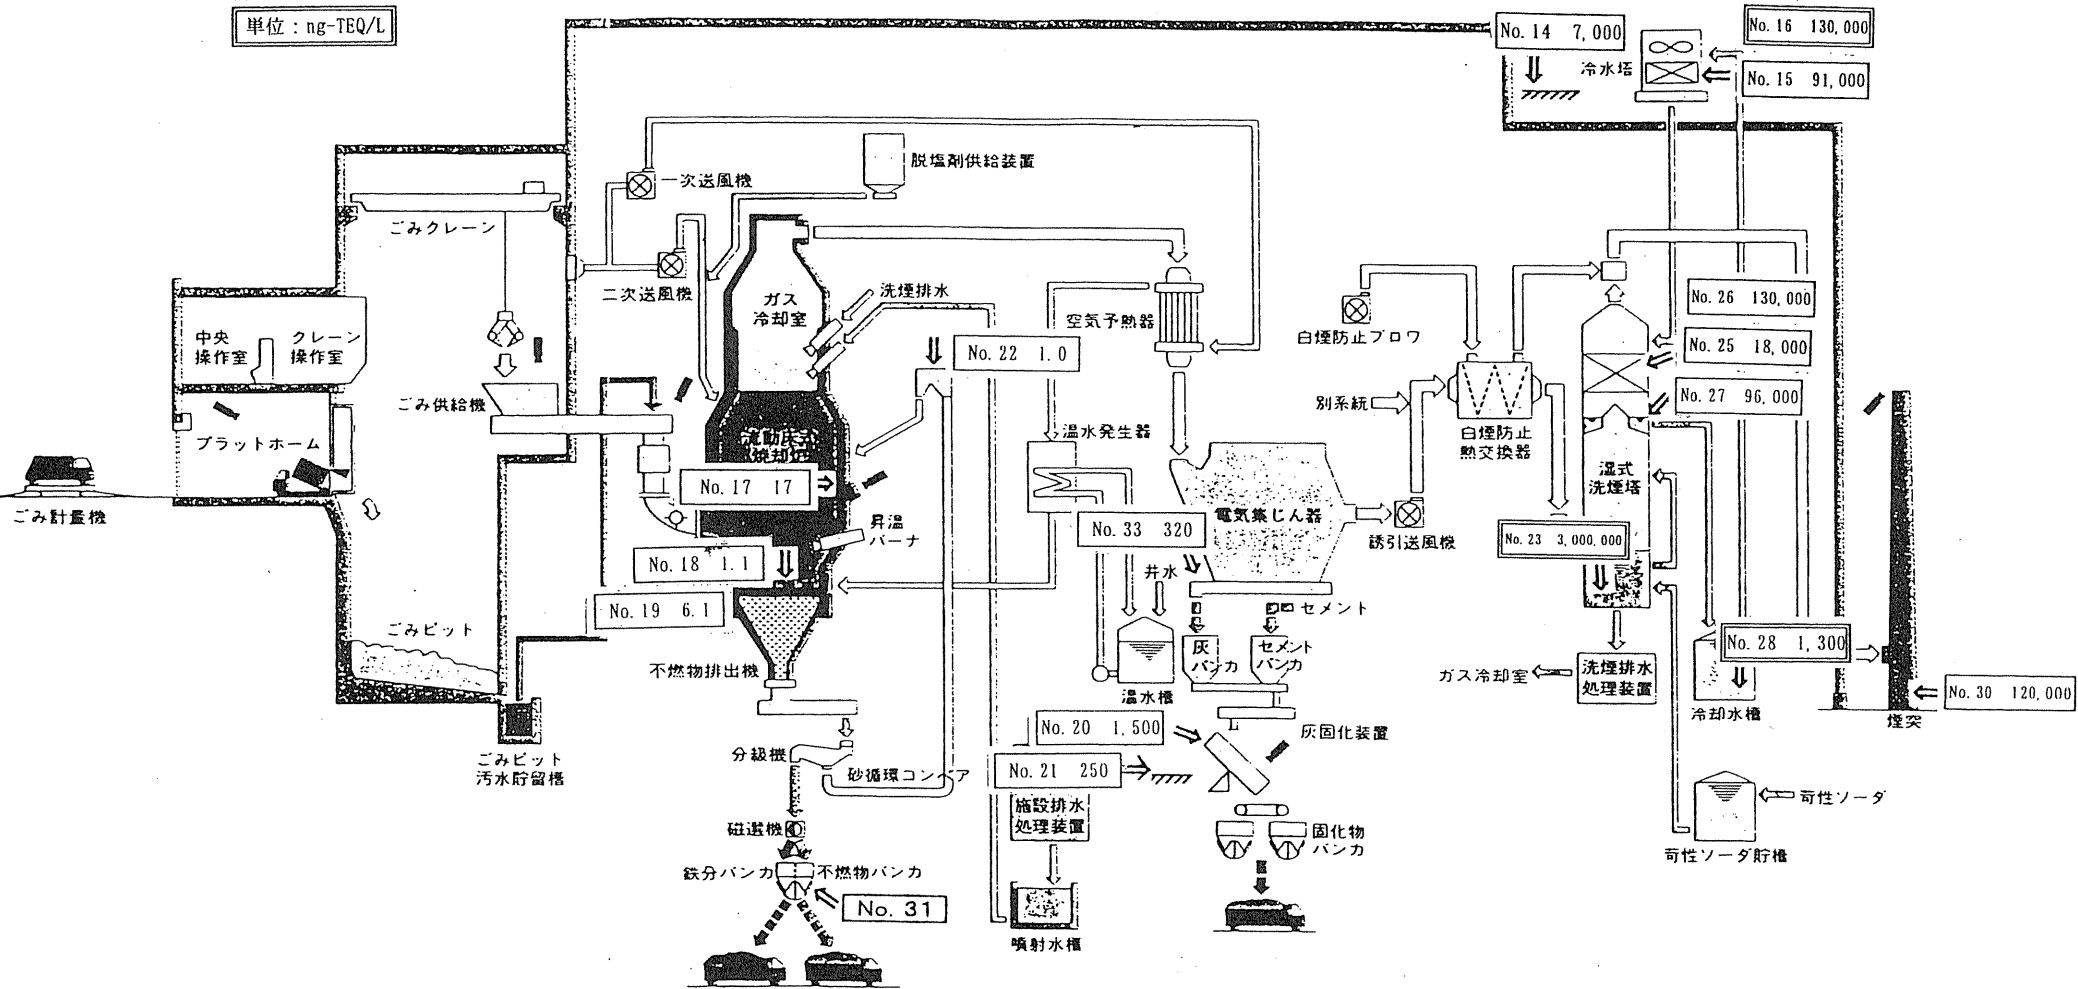 単位：ng-TEQ/L
No. 14 7,000
冷水塔
No. 16 130,000
No. 15 91,000
脱塩剤供給装置
一次送風機
ごみクレーン
二次送風機
ガス
冷却室
洗煙排水
空気予熱器
No. 22 1.0
白煙防止ブロワ
No. 26 130,000
No. 25 18,000
No. 27 96,000
中央
操作室
クレーン
操作室
ごみ供給機
プラットホーム
ごみ計量機
流動床式
焼却炉
No. 17 17
昇温
バーナ
No. 18 1.1
No. 19 6.1
温水発生器
No. 33 320
別系統
白煙防止
熱交換器
湿式
洗煙塔
電気集じん器
誘引送風機
No. 23 3,000,000
井水
セメント
ごみピット
不燃物排出機
灰
バンカ
セメント
バンカ
温水槽
ガス冷却室
洗煙排水
処理装置
No. 28 1,300
冷却水槽
No. 30 120,000
煙突
ごみピット
汚水貯留槽
分級機
砂循環コンベア
No. 20 1,500
灰固化装置
No. 21 250
施設排水
処理装置
苛性ソーダ
苛性ソーダ貯槽
磁選機
鉄分バンカ
不燃物バンカ
固化物
バンカ
No. 31
噴射水槽